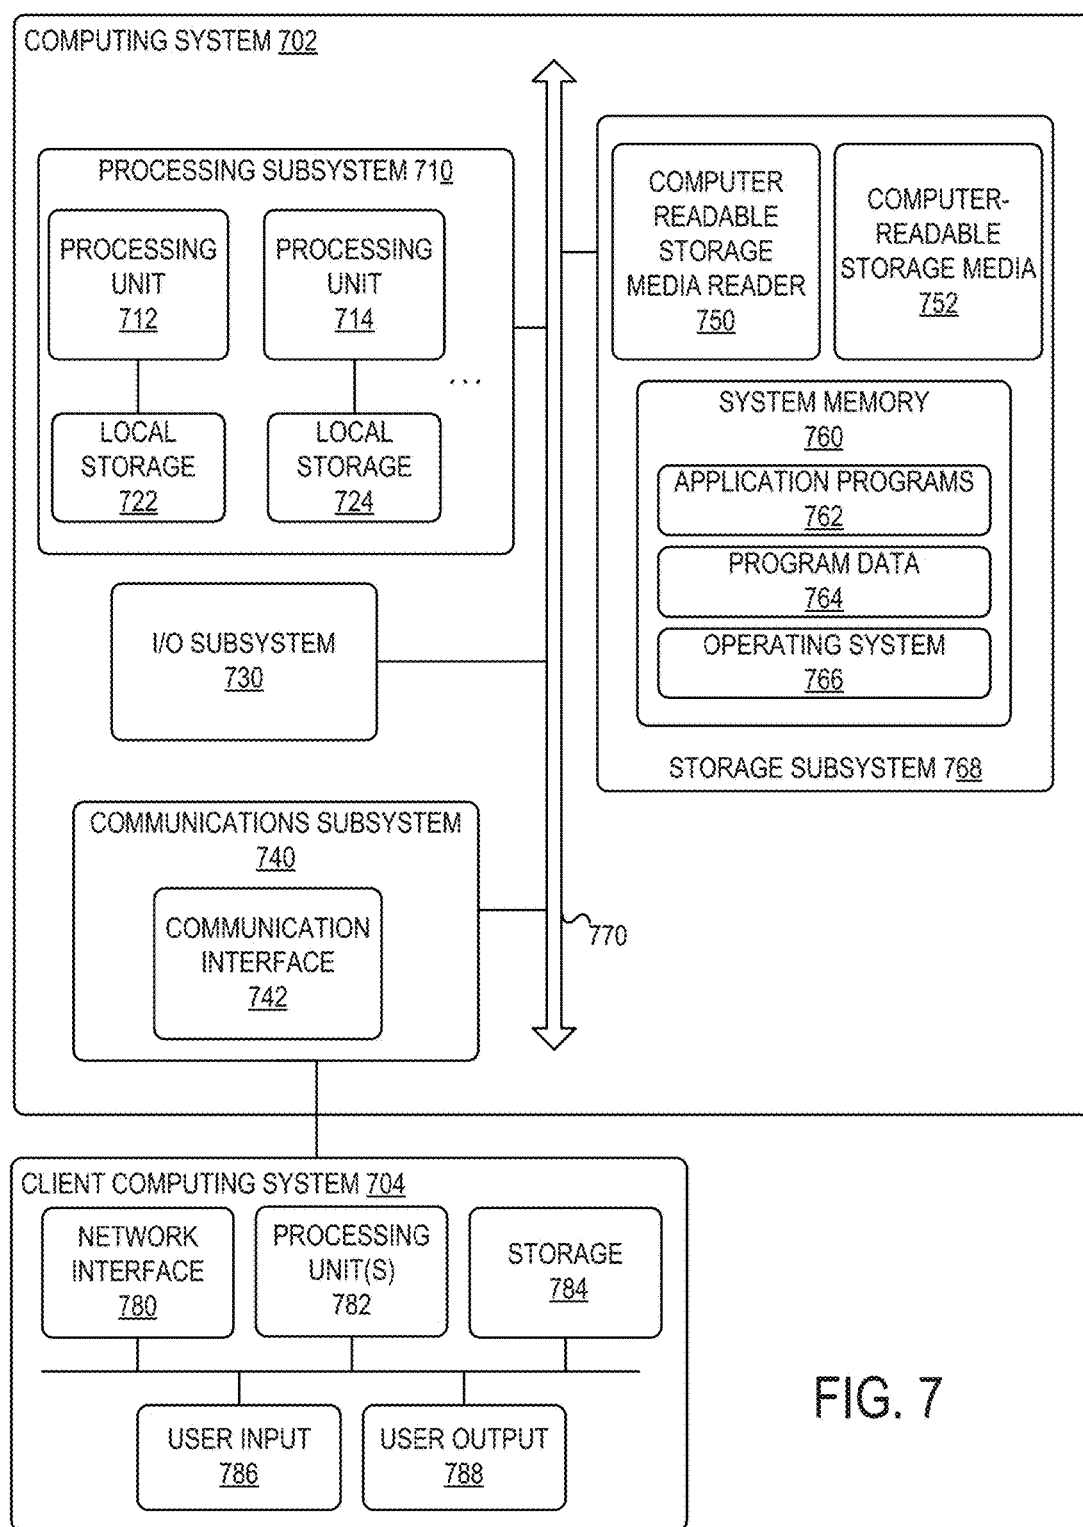 COMPUTING SYSTEM 702
PROCESSING SUBSYSTEM 710
PROCESSING
UNIT
712
PROCESSING
UNIT
714
...
LOCAL
STORAGE
722
LOCAL
STORAGE
724
COMPUTER
READABLE
STORAGE
MEDIA READER
750
COMPUTER-
READABLE
STORAGE MEDIA
752
SYSTEM MEMORY
760
APPLICATION PROGRAMS
762
PROGRAM DATA
764
OPERATING SYSTEM
766
STORAGE SUBSYSTEM 768
I/O SUBSYSTEM
730
COMMUNICATIONS SUBSYSTEM
740
COMMUNICATION
INTERFACE
742
770
CLIENT COMPUTING SYSTEM 704
NETWORK
INTERFACE
780
PROCESSING
UNIT(S)
782
STORAGE
784
USER INPUT
786
USER OUTPUT
788
FIG. 7